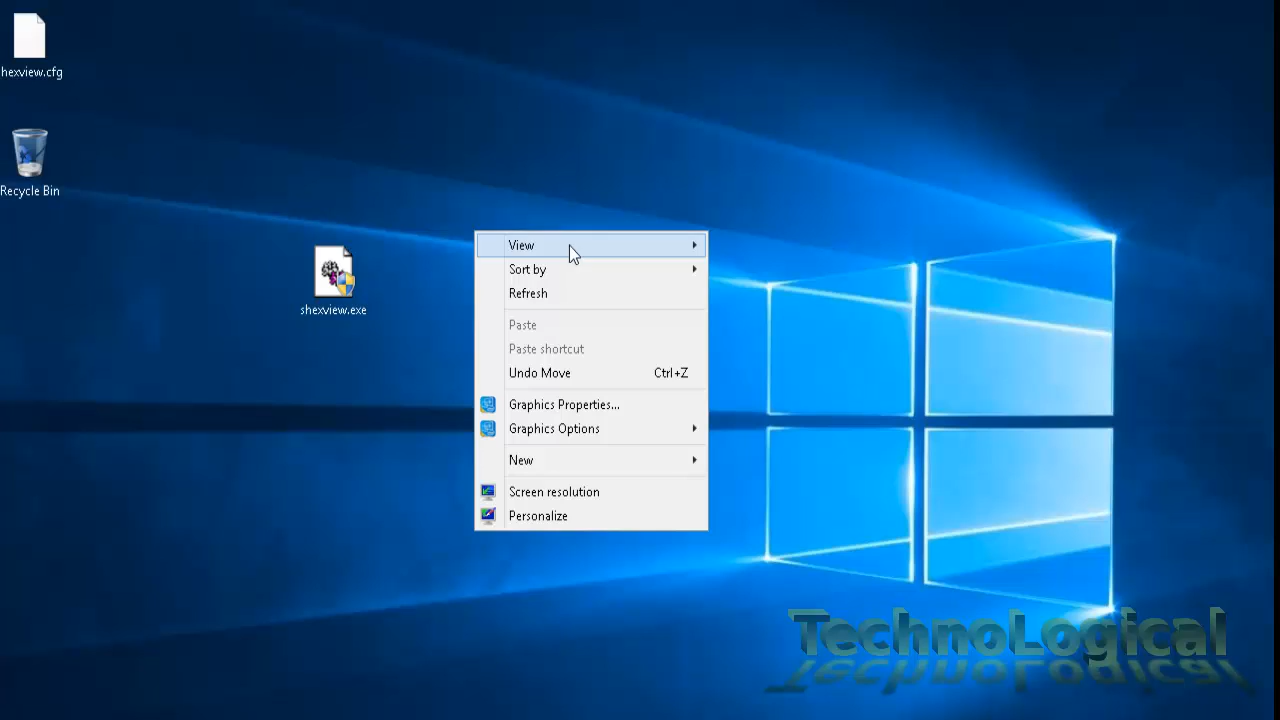 hexview.cfg
Recycle Bin
shexview.exe
View
Sort by
Refresh
Paste
Paste shortcut
Undo Move Ctrl+Z
Graphics Properties...
Graphics Options
New
Screen resolution
Personalize
TechnoLogical